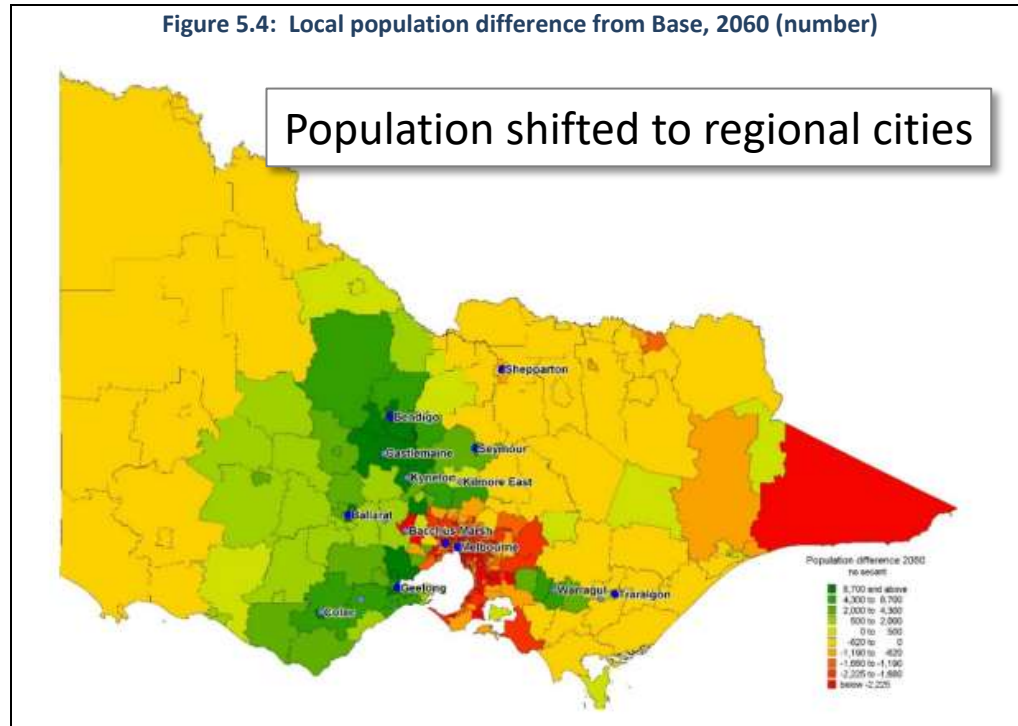 Figure 5.4:  Local population difference from Base, 2060 (number)
Population shifted to regional cities
Shepparton
Bendigo
Castlemaine
Seymour
Kyneton
Kilmore East
Ballarat
Bacchus Marsh
Melbourne
Geelong
Warragul
Traralgon
Colac
Population difference 2060
8,700 and above
4,300 to 8,700
2,000 to 4,300
500 to 2,000
0 to 500
-620 to 0
-1,190 to -620
-1,680 to -1,190
-2,225 to -1,680
below -2,225